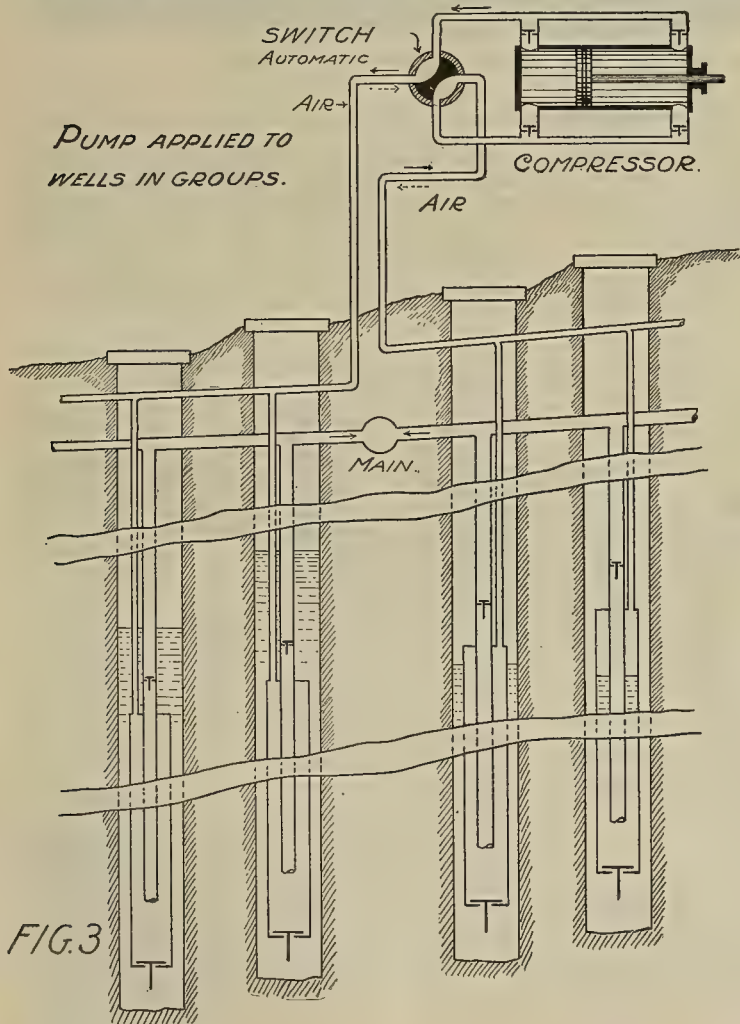 SWITCH
AUTOMATIC
AIR
PUMP APPLIED TO
WELLS IN GROUPS.
COMPRESSOR.
AIR
MAIN.
FIG.3